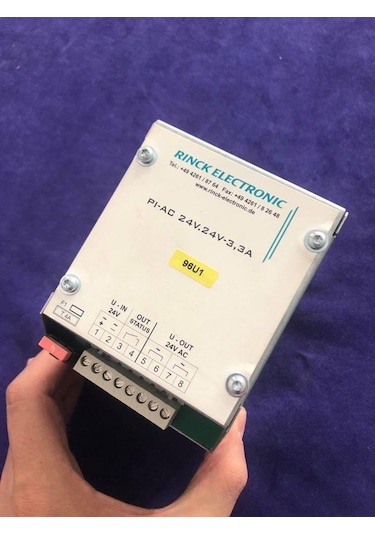 RINCK ELECTRONIC
Tel.: +49 4261 / 87 64 Fax: +49 4261 / 8 26 48
www.rinck-electronic.de
PI-AC 24V.24V-3,3A
96U1
F1
U - IN
24V
OUT
STATUS
U - OUT
24V AC
1 2 3 4 5 6 7 8